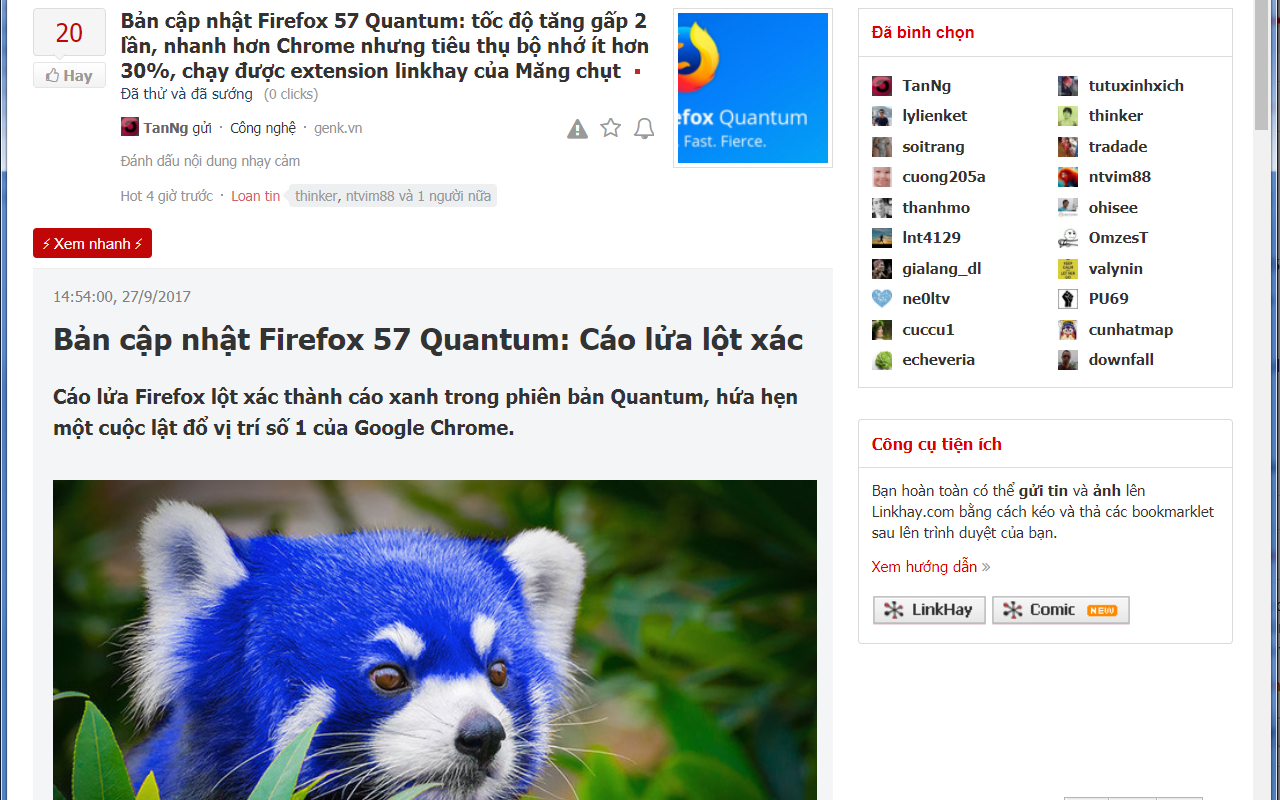 20
Hay
Bản cập nhật Firefox 57 Quantum: tốc độ tăng gấp 2
lần, nhanh hơn Chrome nhưng tiêu thụ bộ nhớ ít hơn
30%, chạy được extension linkhay của Măng chụt
Đã thử và đã sướng (0 clicks)
TanNg gửi · Công nghệ · genk.vn
Đánh dấu nội dung nhạy cảm
Hot 4 giờ trước · Loan tin thinker, ntvim88 và 1 người nữa
efox Quantum
. Fast. Fierce.
⚡ Xem nhanh ⚡
14:54:00, 27/9/2017
Bản cập nhật Firefox 57 Quantum: Cáo lửa lột xác
Cáo lửa Firefox lột xác thành cáo xanh trong phiên bản Quantum, hứa hẹn
một cuộc lật đổ vị trí số 1 của Google Chrome.
Đã bình chọn
TanNg tutuxinhxich
lylienket thinker
soitrang tradade
cuong205a ntvim88
thanhmo ohisee
lnt4129 OmzesT
gialang_dl valynin
ne0ltv PU69
cuccu1 cunhatmap
echeveria downfall
Công cụ tiện ích
Bạn hoàn toàn có thể gửi tin và ảnh lên
Linkhay.com bằng cách kéo và thả các bookmarklet
sau lên trình duyệt của bạn.
Xem hướng dẫn »
LinkHay Comic NEW